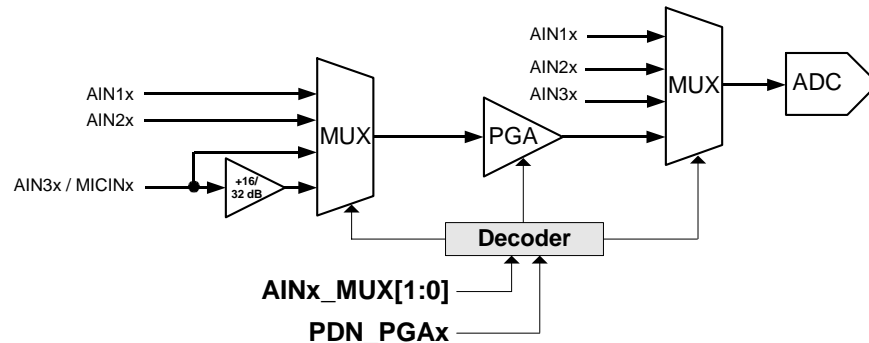 AIN1x
AIN2x
AIN3x
MUX
ADC
AIN1x
AIN2x
MUX
PGA
AIN3x / MICINx
+16/
32 dB
Decoder
AINx_MUX[1:0]
PDN_PGAx